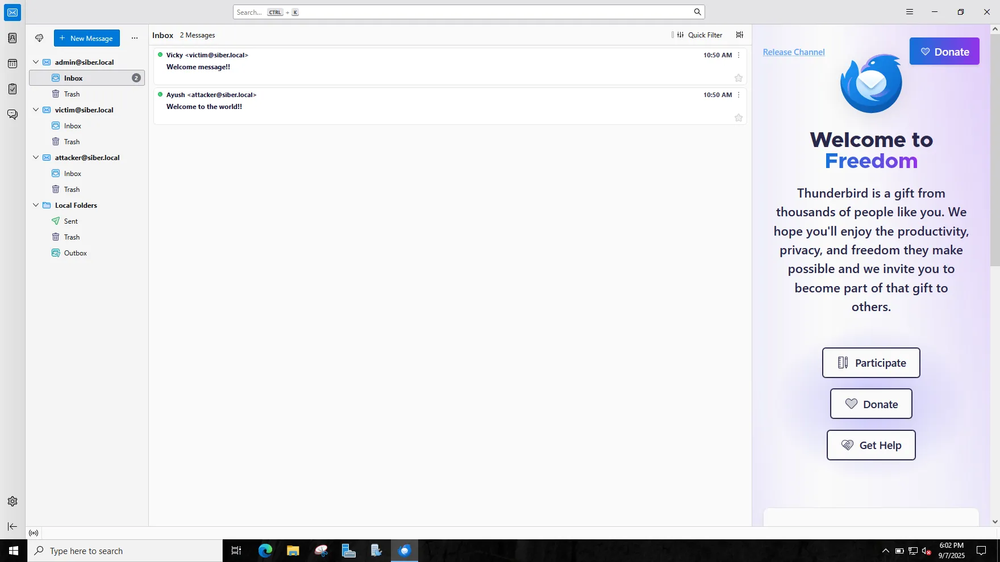 Search... CTRL + K
New Message
admin@siber.local
Inbox 2
Trash
victim@siber.local
Inbox
Trash
attacker@siber.local
Inbox
Trash
Local Folders
Sent
Trash
Outbox
Inbox 2 Messages Quick Filter
Vicky <victim@siber.local> 10:50 AM
Welcome message!!
Ayush <attacker@siber.local> 10:50 AM
Welcome to the world!!
Release Channel Donate
Welcome to
Freedom
Thunderbird is a gift from
thousands of people like you. We
hope you'll enjoy the productivity,
privacy, and freedom they make
possible and we invite you to
become part of that gift to
others.
Participate
Donate
Get Help
Type here to search
6:02 PM
9/7/2025